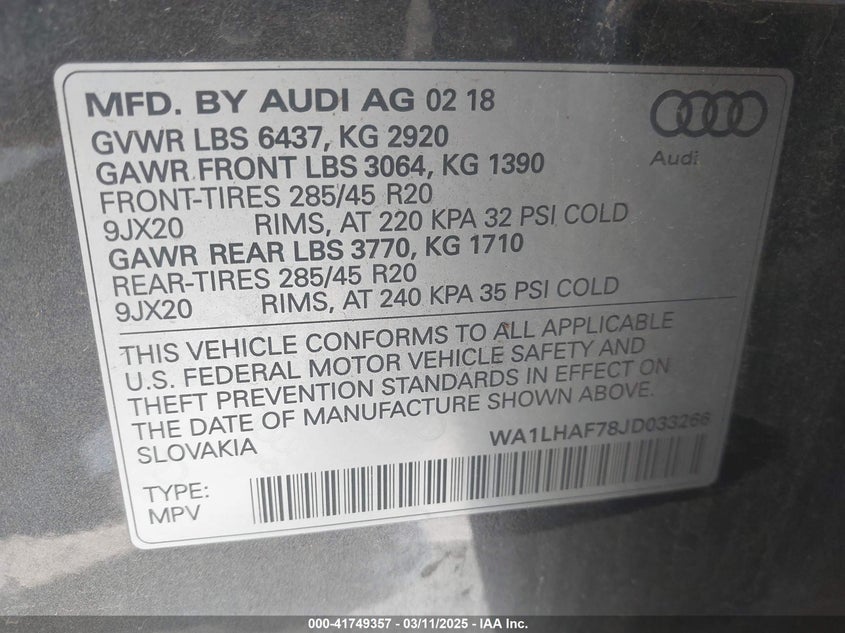 MFD. BY AUDI AG 02 18
GVWR LBS 6437, KG 2920
GAWR FRONT LBS 3064, KG 1390
FRONT-TIRES 285/45 R20
9JX20 RIMS, AT 220 KPA 32 PSI COLD
GAWR REAR LBS 3770, KG 1710
REAR-TIRES 285/45 R20
9JX20 RIMS, AT 240 KPA 35 PSI COLD
Audi
THIS VEHICLE CONFORMS TO ALL APPLICABLE
U.S. FEDERAL MOTOR VEHICLE SAFETY AND
THEFT PREVENTION STANDARDS IN EFFECT ON
THE DATE OF MANUFACTURE SHOWN ABOVE.
SLOVAKIA
WA1LHAF78JD033266
TYPE:
MPV
000-41749357 - 03/11/2025 - IAA Inc.